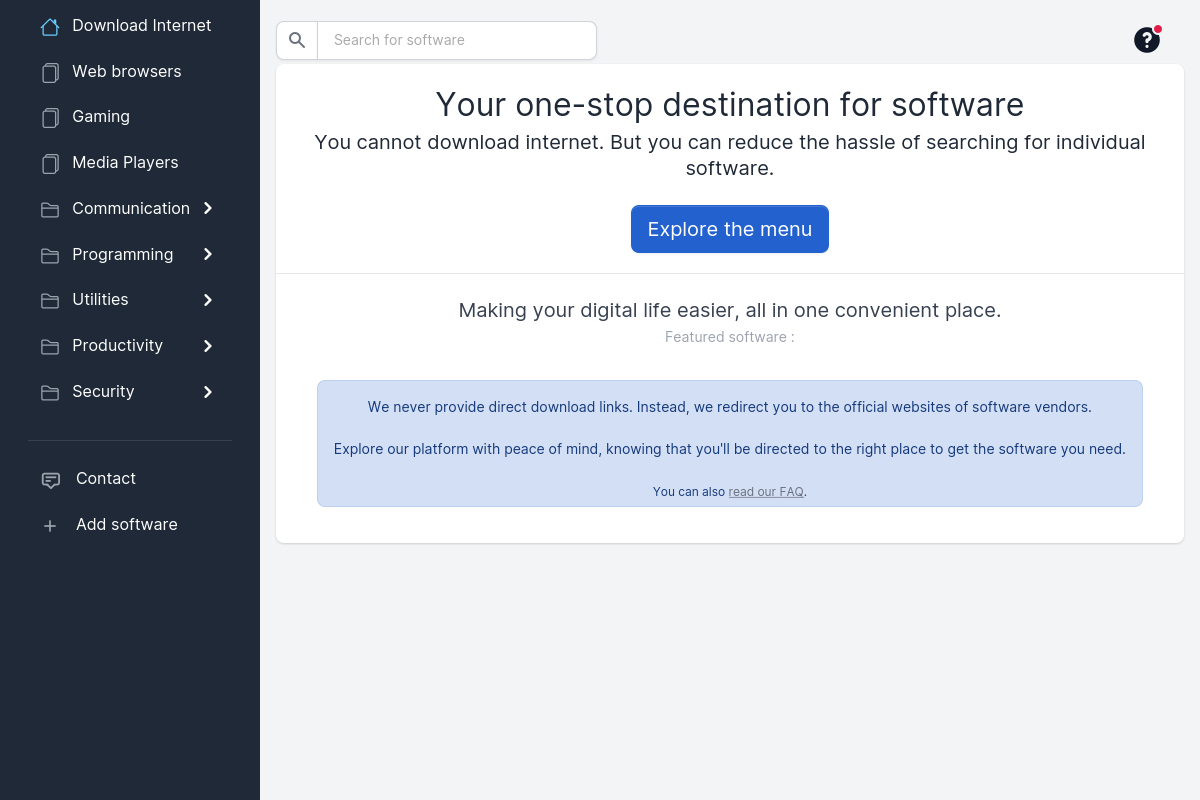 Download Internet
Web browsers
Gaming
Media Players
Communication
Programming
Utilities
Productivity
Security
Contact
Add software
Search for software
Your one-stop destination for software
You cannot download internet. But you can reduce the hassle of searching for individual
software.
Explore the menu
Making your digital life easier, all in one convenient place.
Featured software :
We never provide direct download links. Instead, we redirect you to the official websites of software vendors.
Explore our platform with peace of mind, knowing that you'll be directed to the right place to get the software you need.
You can also read our FAQ.